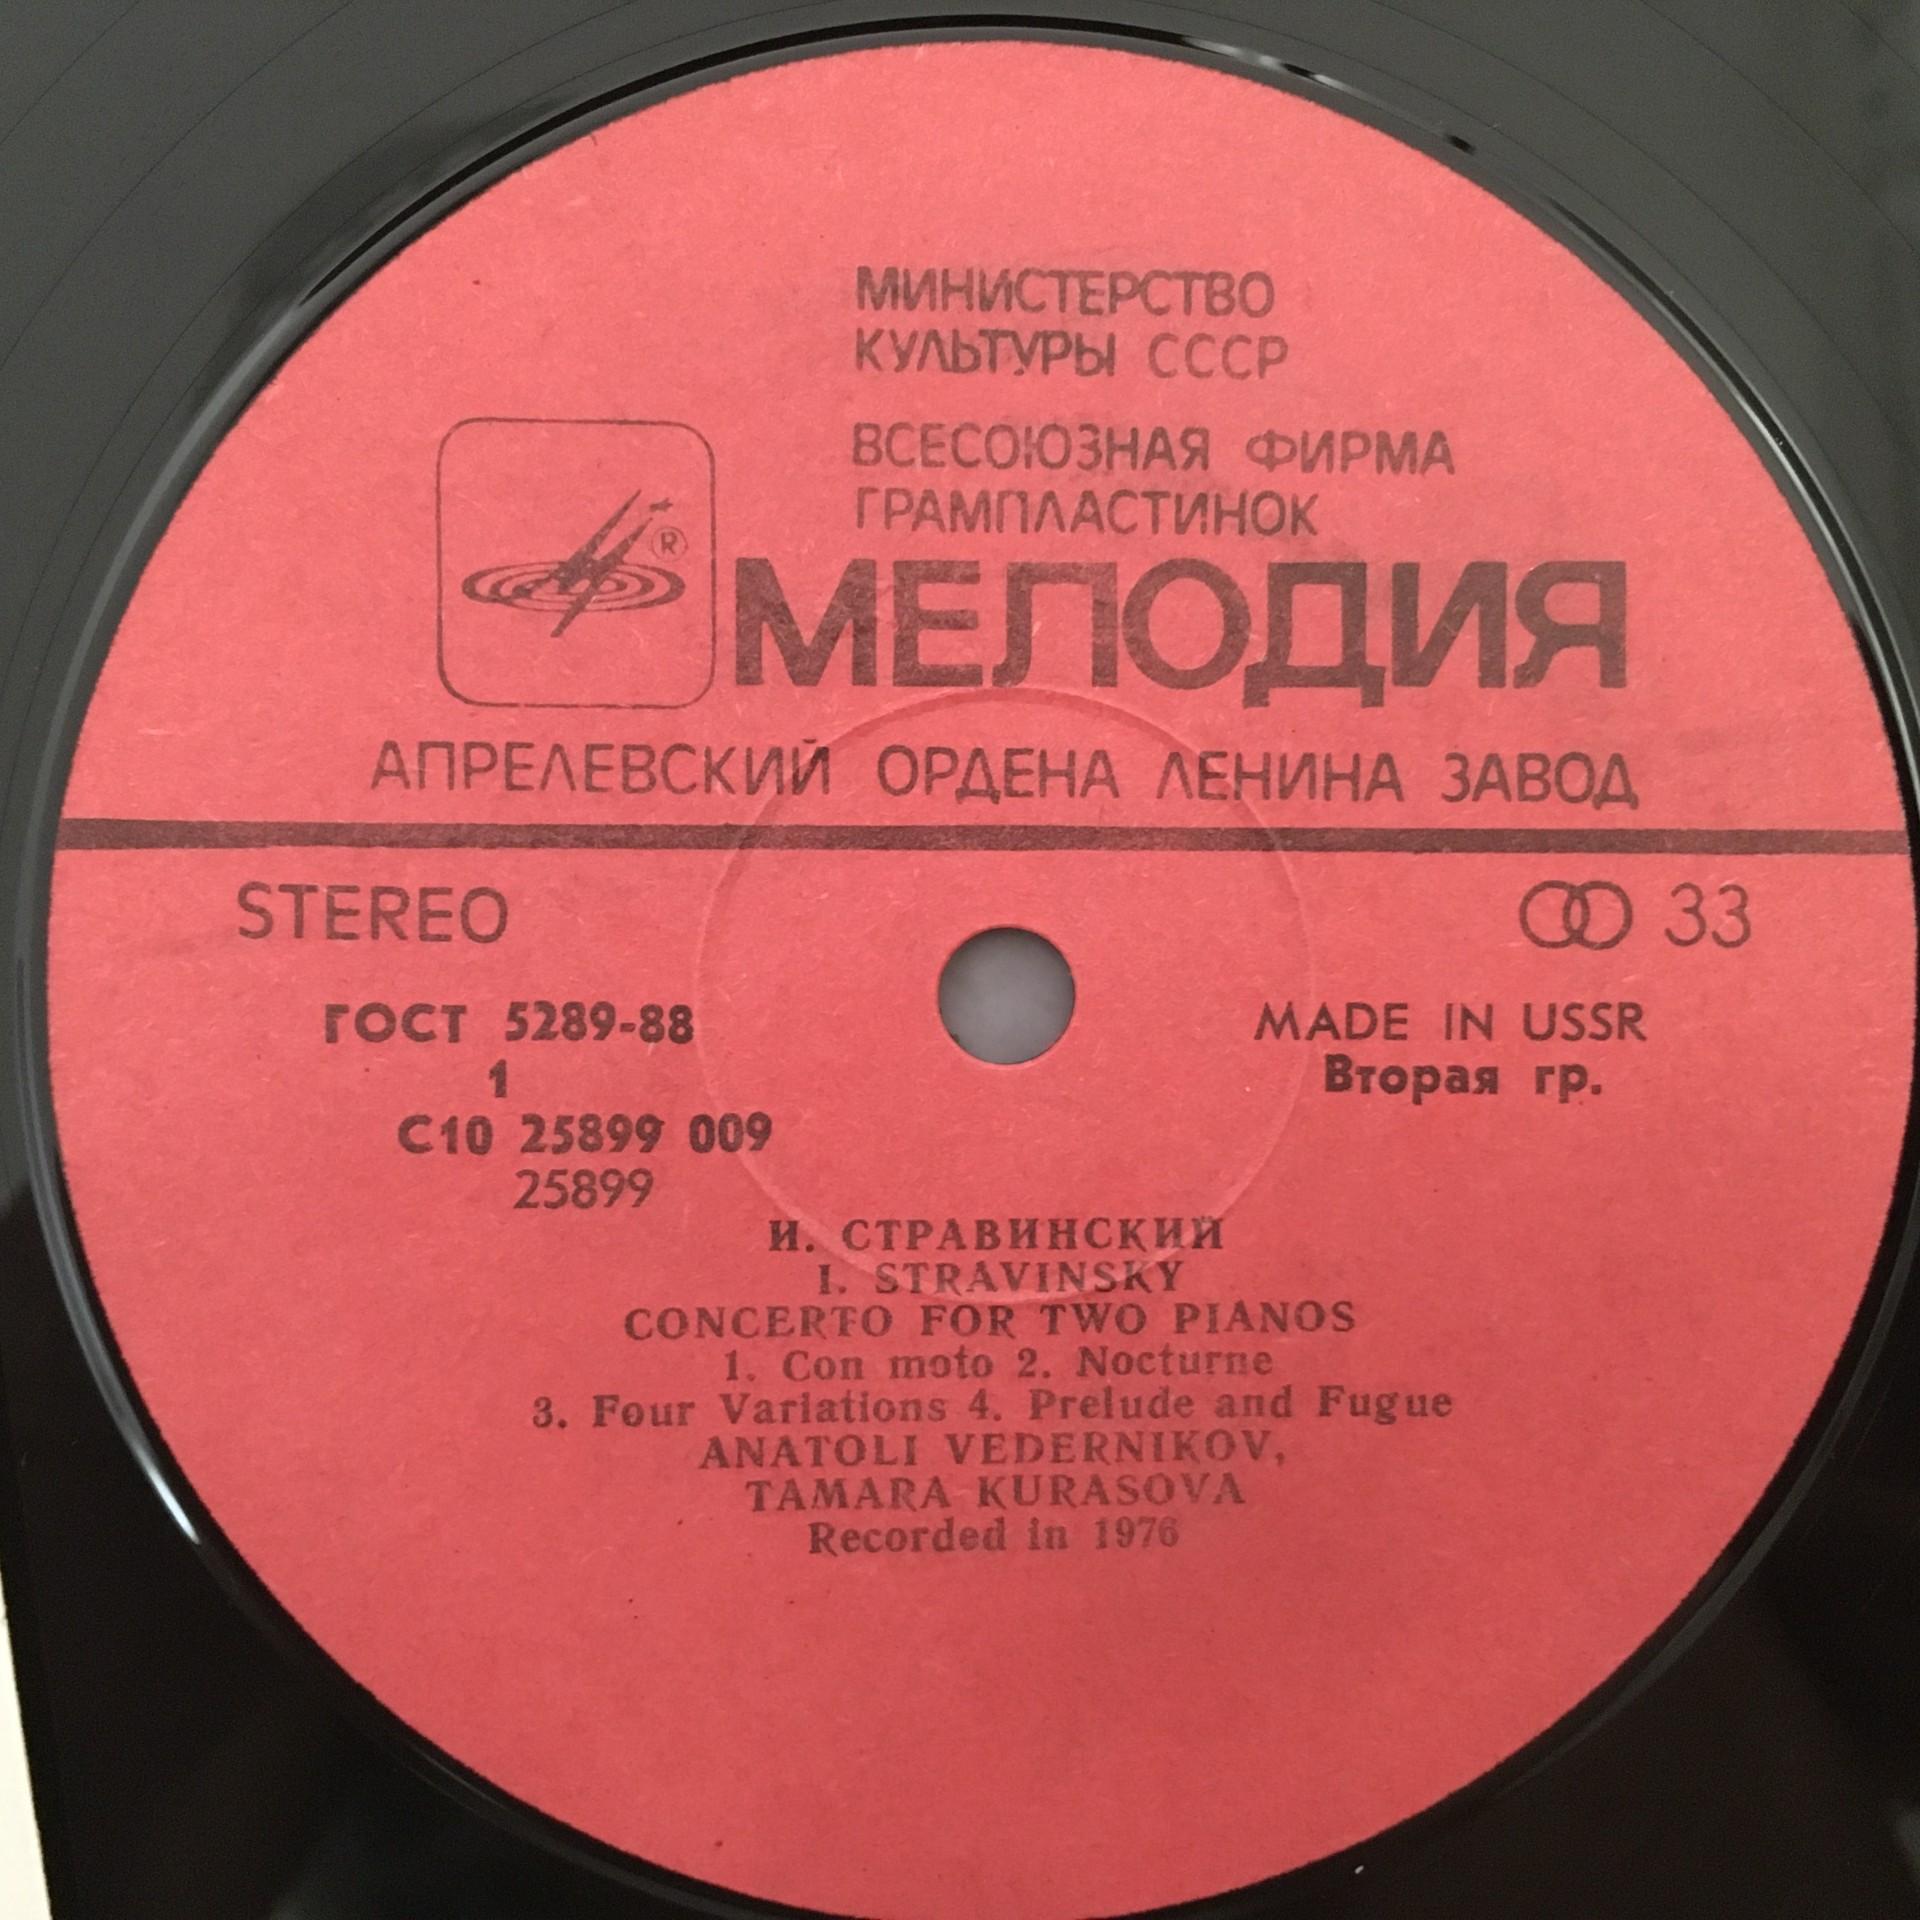 МИНИСТЕРСТВО
КУЛЬТУРЫ СССР
ВСЕСОЮЗНАЯ ФИРМА
ГРАМПЛАСТИНОК
®
МЕЛОДИЯ
АПРЕЛЕВСКИЙ ОРДЕНА ЛЕНИНА ЗАВОД
STEREO
33
ГОСТ 5289-88
MADE IN USSR
1
Вторая гр.
С10 25899 009
25899
И. СТРАВИНСКИЙ
I. STRAVINSKY
CONCERTO FOR TWO PIANOS
1. Con moto 2. Nocturne
3. Four Variations 4. Prelude and Fugue
ANATOLI VEDERNIKOV,
TAMARA KURASOVA
Recorded in 1976